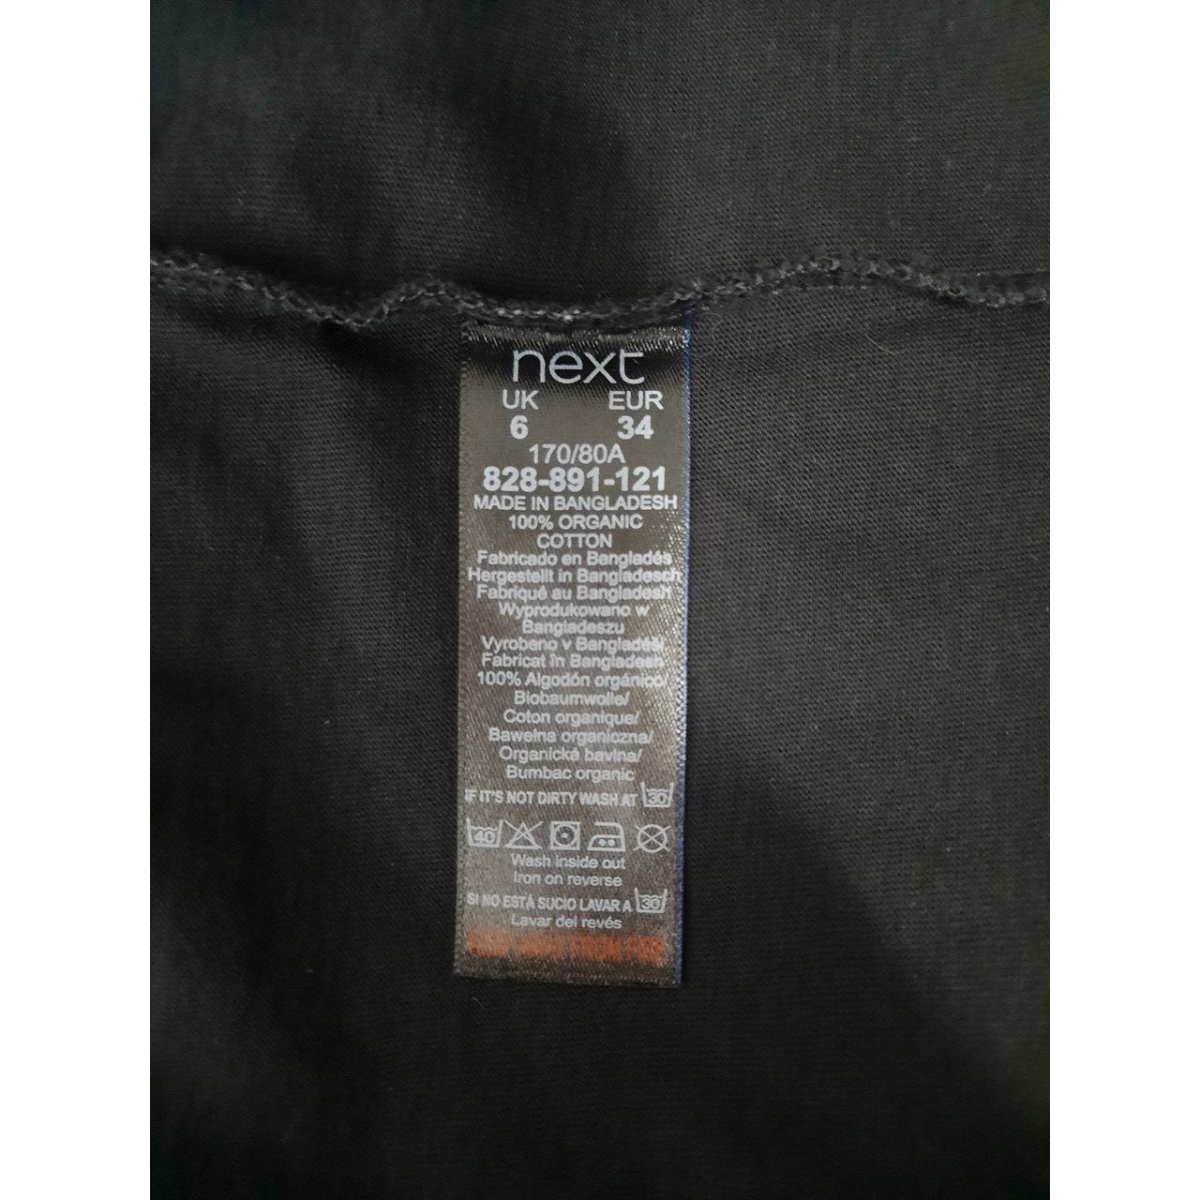 next
UK EUR
6 34
170/80A
828-891-121
MADE IN BANGLADESH
100% ORGANIC
COTTON
Fabricado en Bangladés
Hergestellt in Bangladesch
Fabriqué au Bangladesh
Wyprodukowano w
Bangladeszu
Vyrobeno v Bangladéši
Fabricat în Bangladesh
100% Algodón orgánico/
Biobaumwolle/
Coton organique/
Bawełna organiczna/
Organická bavlna/
Bumbac organic
IF IT'S NOT DIRTY WASH AT 30
40
Wash inside out
Iron on reverse
SI NO ESTÁ SUCIO LAVAR A 30
Lavar del revés